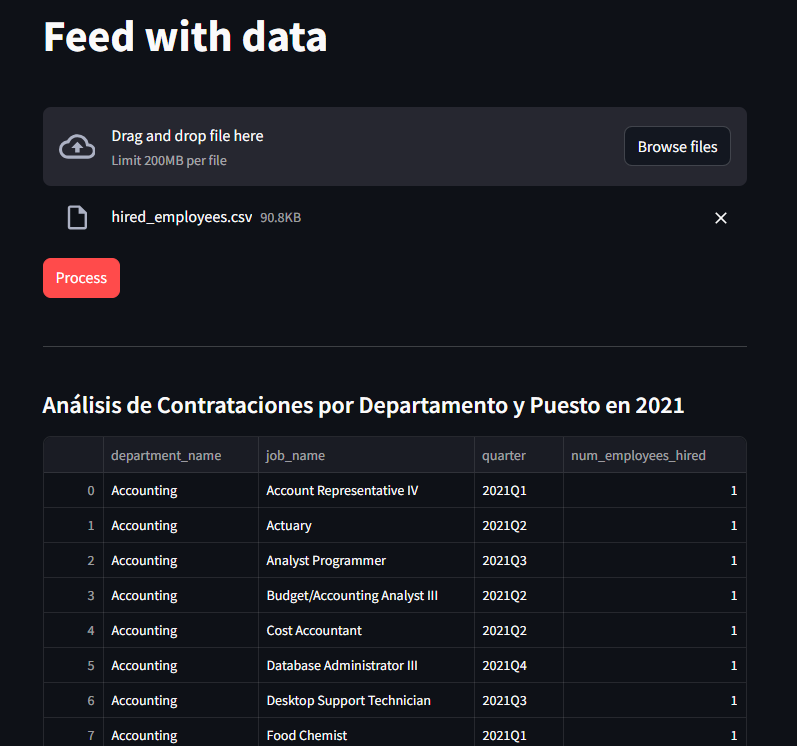 Feed with data
Drag and drop file here
Limit 200MB per file
Browse files
hired_employees.csv 90.8KB
Process
Análisis de Contrataciones por Departamento y Puesto en 2021
department_name job_name quarter num_employees_hired
0 Accounting Account Representative IV 2021Q1 1
1 Accounting Actuary 2021Q2 1
2 Accounting Analyst Programmer 2021Q3 1
3 Accounting Budget/Accounting Analyst III 2021Q2 1
4 Accounting Cost Accountant 2021Q2 1
5 Accounting Database Administrator III 2021Q4 1
6 Accounting Desktop Support Technician 2021Q3 1
7 Accounting Food Chemist 2021Q1 1